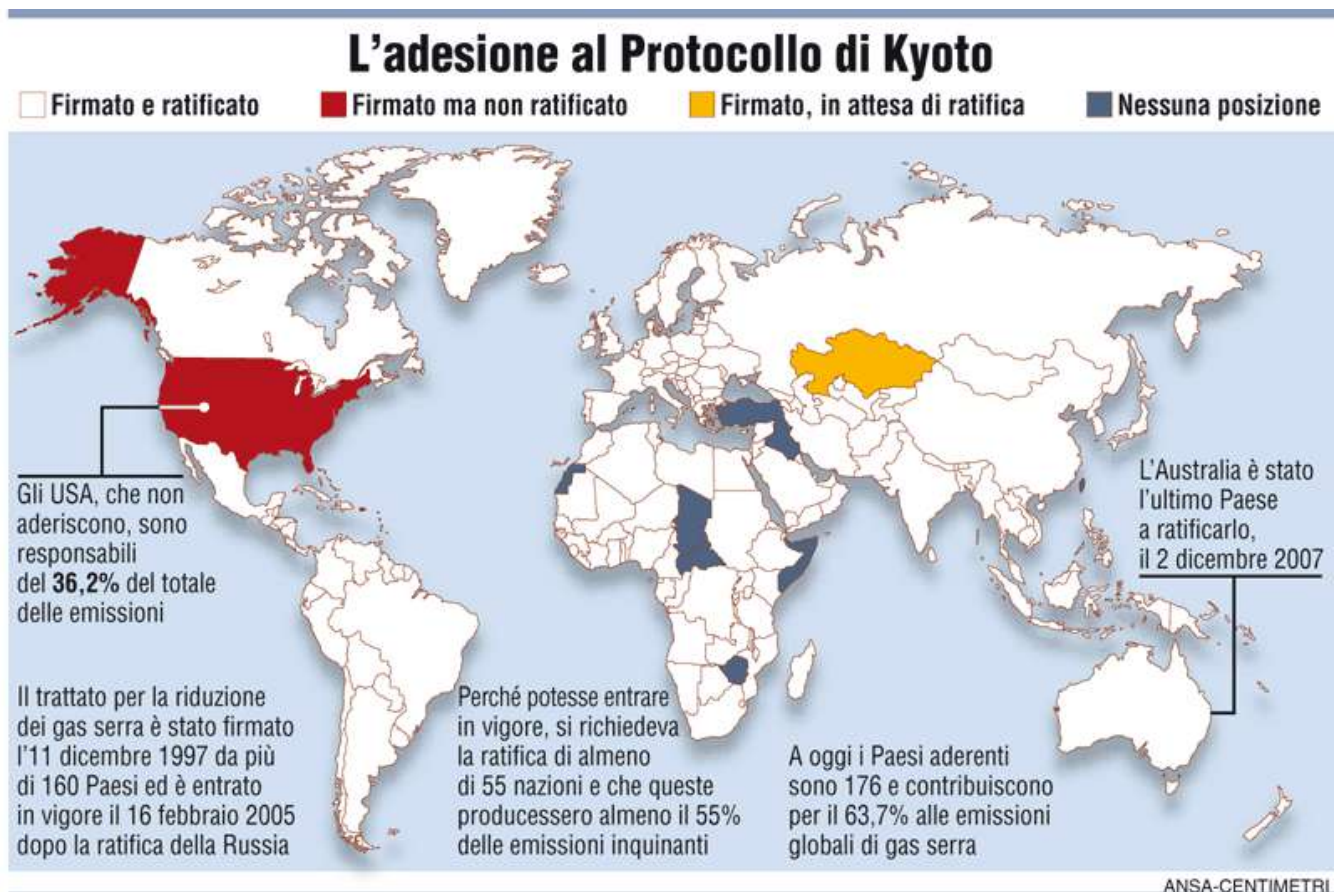 L'adesione al Protocollo di Kyoto
Firmato e ratificato
Firmato ma non ratificato
Firmato, in attesa di ratifica
Nessuna posizione
Gli USA, che non
aderiscono, sono
responsabili
del 36,2% del totale
delle emissioni
L'Australia è stato
l'ultimo Paese
a ratificarlo,
il 2 dicembre 2007
Il trattato per la riduzione
dei gas serra è stato firmato
l'11 dicembre 1997 da più
di 160 Paesi ed è entrato
in vigore il 16 febbraio 2005
dopo la ratifica della Russia
Perché potesse entrare
in vigore, si richiedeva
la ratifica di almeno
di 55 nazioni e che queste
producessero almeno il 55%
delle emissioni inquinanti
A oggi i Paesi aderenti
sono 176 e contribuiscono
per il 63,7% alle emissioni
globali di gas serra
ANSA-CENTIMETRI